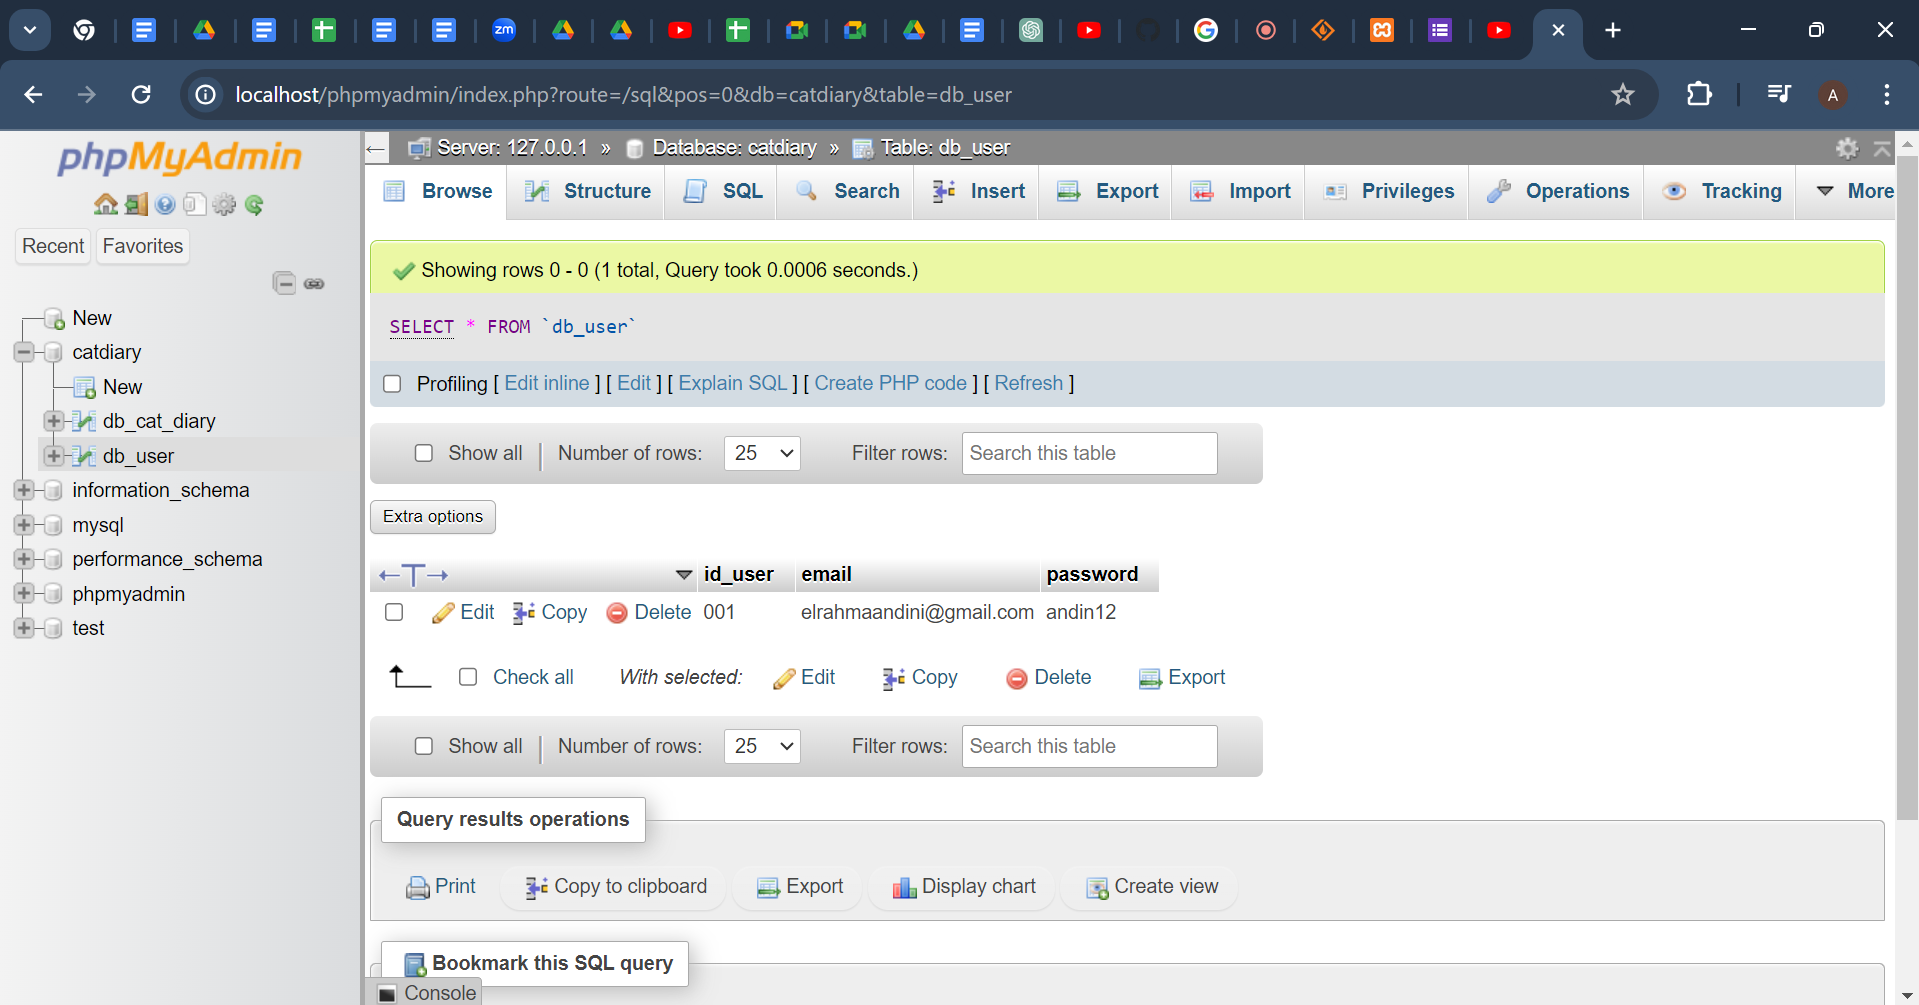 zm
localhost/phpmyadmin/index.php?route=/sql&pos=0&db=catdiary&table=db_user
A
phpMyAdmin
Recent Favorites
New
catdiary
New
db_cat_diary
db_user
information_schema
mysql
performance_schema
phpmyadmin
test
Server: 127.0.0.1 » Database: catdiary » Table: db_user
Browse Structure SQL Search Insert Export Import Privileges Operations Tracking More
Showing rows 0 - 0 (1 total, Query took 0.0006 seconds.)
SELECT * FROM `db_user`
Profiling [ Edit inline ] [ Edit ] [ Explain SQL ] [ Create PHP code ] [ Refresh ]
Show all Number of rows: 25 Filter rows: Search this table
Extra options
←T→ id_user email password
Edit Copy Delete 001 elrahmaandini@gmail.com andin12
Check all With selected: Edit Copy Delete Export
Show all Number of rows: 25 Filter rows: Search this table
Query results operations
Print Copy to clipboard Export Display chart Create view
Bookmark this SQL query
Console